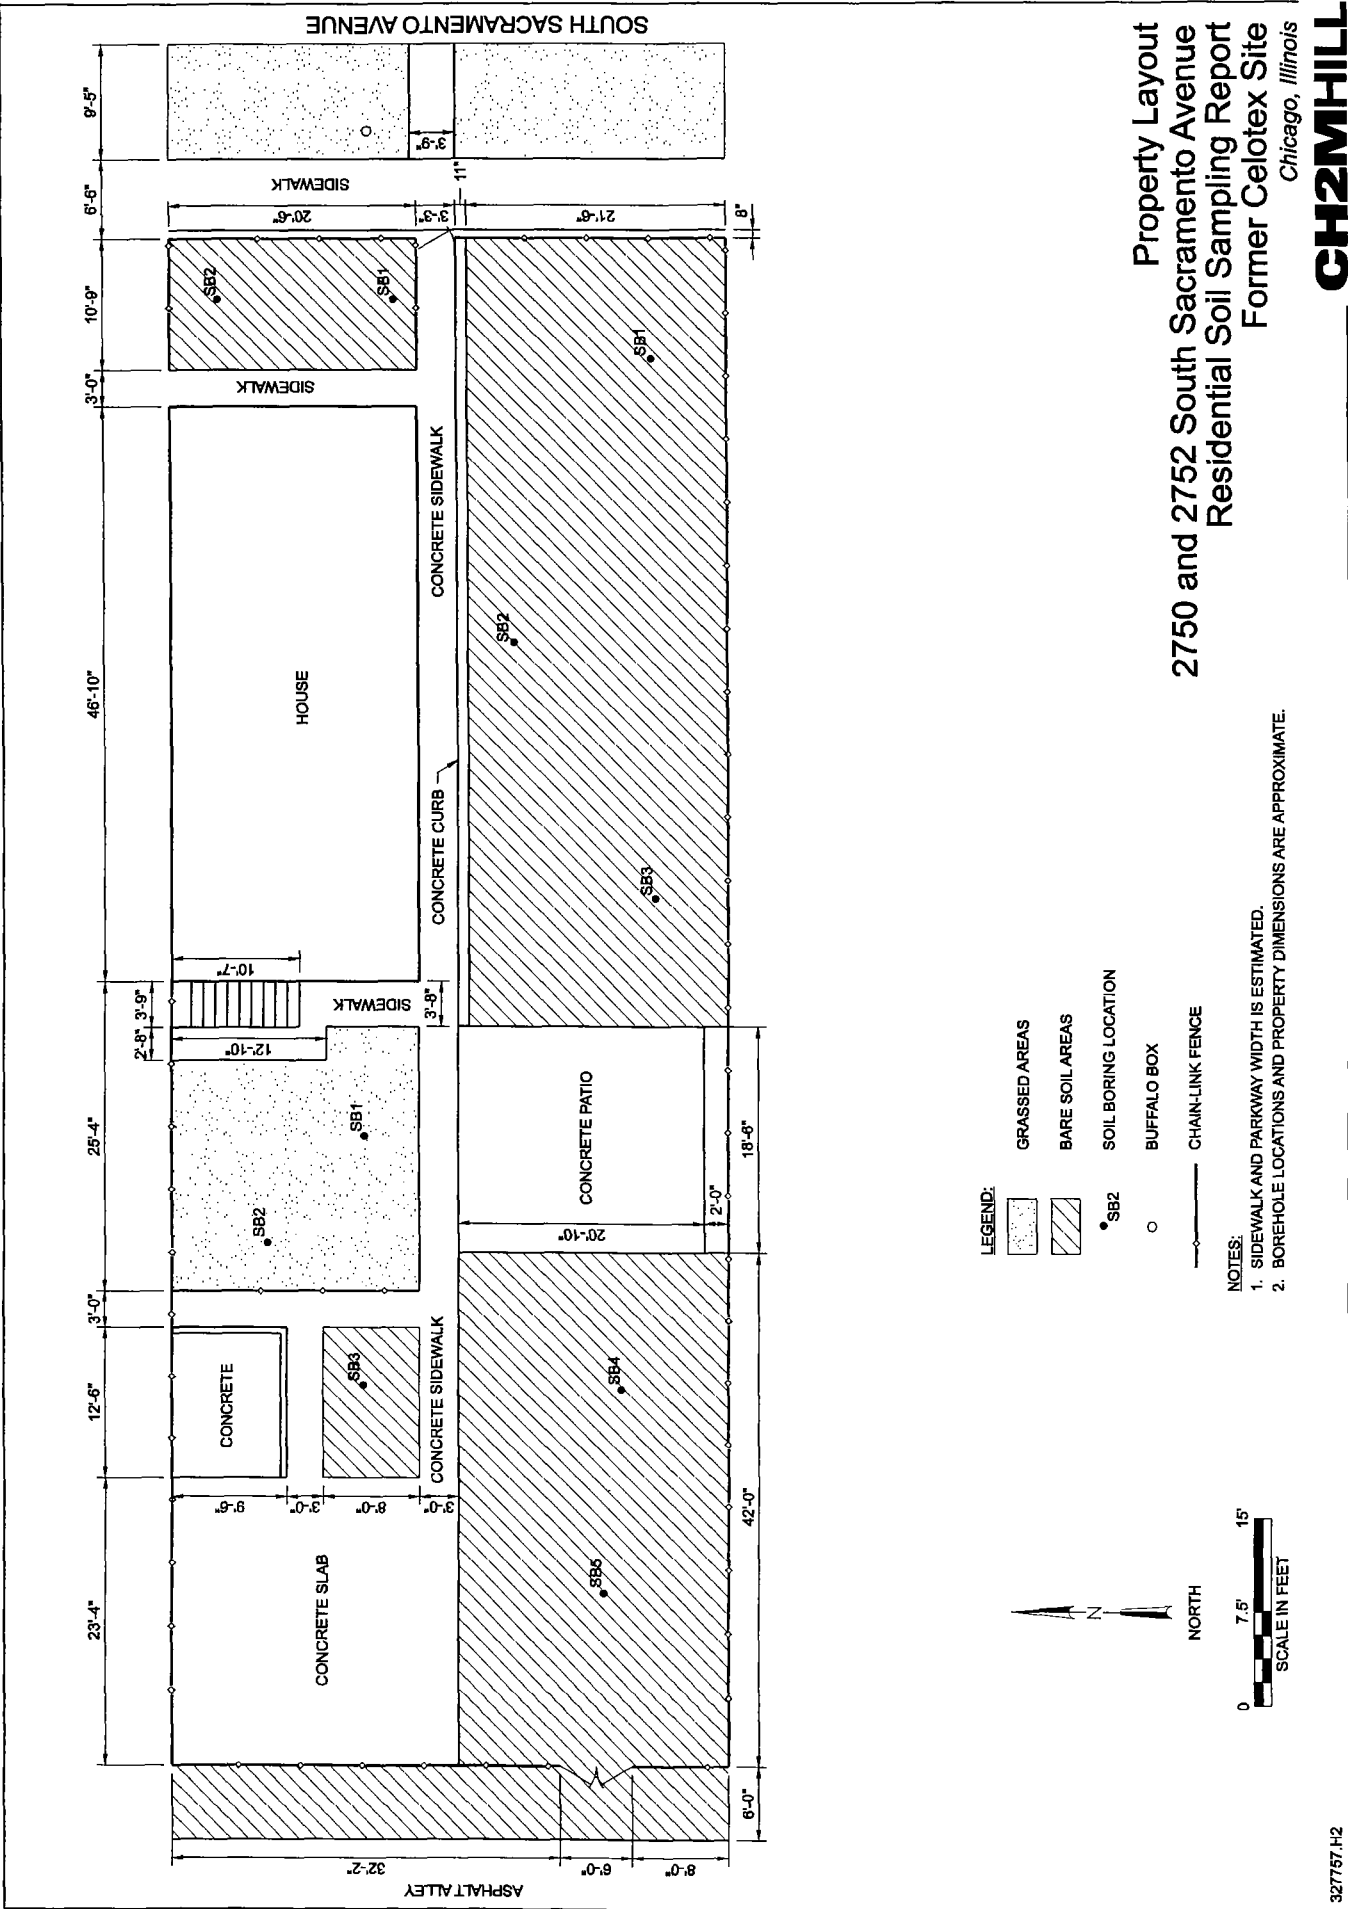 ASPHALT ALLEY
32'-2"
6'-0"
8'-0"
6'-0"
23'-4"
12'-6"
3'-0"
25'-4"
46'-10"
3'-0"
10'-9"
6'-6"
9'-5"
2'-8"
3'-9"
CONCRETE SLAB
9'-6"
3'-0"
8'-0"
3'-0"
CONCRETE
SB3
CONCRETE SIDEWALK
SB2
SB1
12'-10"
10'-7"
SIDEWALK
3'-8"
HOUSE
CONCRETE CURB
CONCRETE SIDEWALK
SIDEWALK
SB2
SB1
20'-6"
3'-3"
11"
21'-6"
8"
SIDEWALK
3'-9"
SOUTH SACRAMENTO AVENUE
SB5
SB4
42'-0"
CONCRETE PATIO
20'-10"
2'-0"
18'-6"
SB3
SB2
SB1
LEGEND:
GRASSED AREAS
BARE SOIL AREAS
SB2
SOIL BORING LOCATION
BUFFALO BOX
CHAIN-LINK FENCE
N
NORTH
0 7.5' 15'
SCALE IN FEET
NOTES:
1. SIDEWALK AND PARKWAY WIDTH IS ESTIMATED.
2. BOREHOLE LOCATIONS AND PROPERTY DIMENSIONS ARE APPROXIMATE.
Property Layout
2750 and 2752 South Sacramento Avenue
Residential Soil Sampling Report
Former Celotex Site
Chicago, Illinois
CH2MHILL
327757.H2